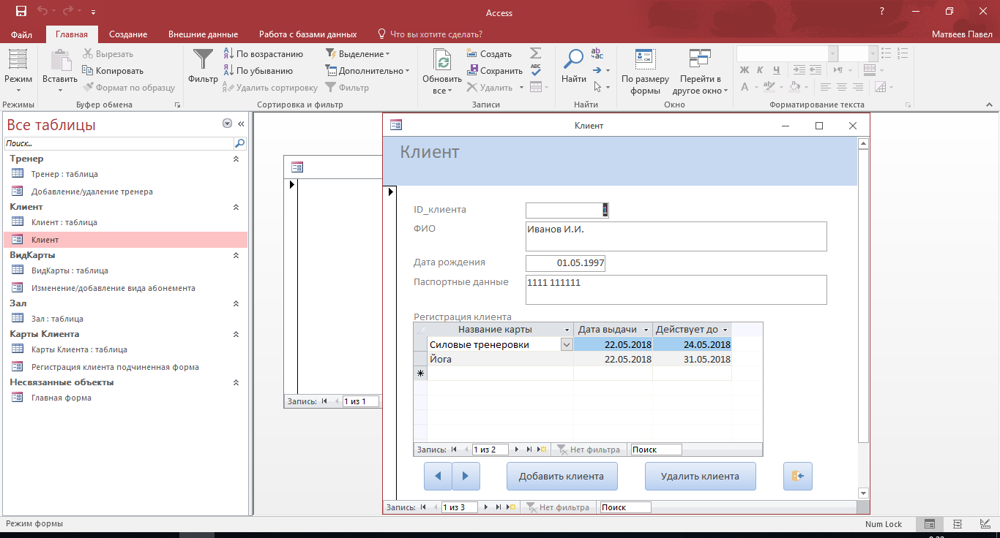 Access
?
Файл Главная Создание Внешние данные Работа с базами данных Что вы хотите сделать? Матвеев Павел
Режим
Режимы
Вставить
Вырезать
Копировать
Формат по образцу
Буфер обмена
Фильтр
По возрастанию
По убыванию
Удалить сортировку
Выделение
Дополнительно
Фильтр
Сортировка и фильтр
Обновить
все
Создать
Сохранить
Удалить
Записи
Найти
Найти
По размеру
формы
Перейти в
другое окно
Окно
Ж К Ч
Форматирование текста
Все таблицы
Поиск...
Тренер
Тренер : таблица
Добавление/удаление тренера
Клиент
Клиент : таблица
Клиент
ВидКарты
ВидКарты : таблица
Изменение/добавление вида абонемента
Зал
Зал : таблица
Карты Клиента
Карты Клиента : таблица
Регистрация клиента подчиненная форма
Несвязанные объекты
Главная форма
Запись: 1 из 1
Клиент
Клиент
ID_клиента 1
ФИО Иванов И.И.
Дата рождения 01.05.1997
Паспортные данные 1111 111111
Регистрация клиента
Название карты Дата выдачи Действует до
Силовые тренеровки 22.05.2018 24.05.2018
Йога 22.05.2018 31.05.2018
Запись: 1 из 2 Нет фильтра Поиск
Добавить клиента Удалить клиента
Запись: 1 из 3 Нет фильтра Поиск
Режим формы Num Lock